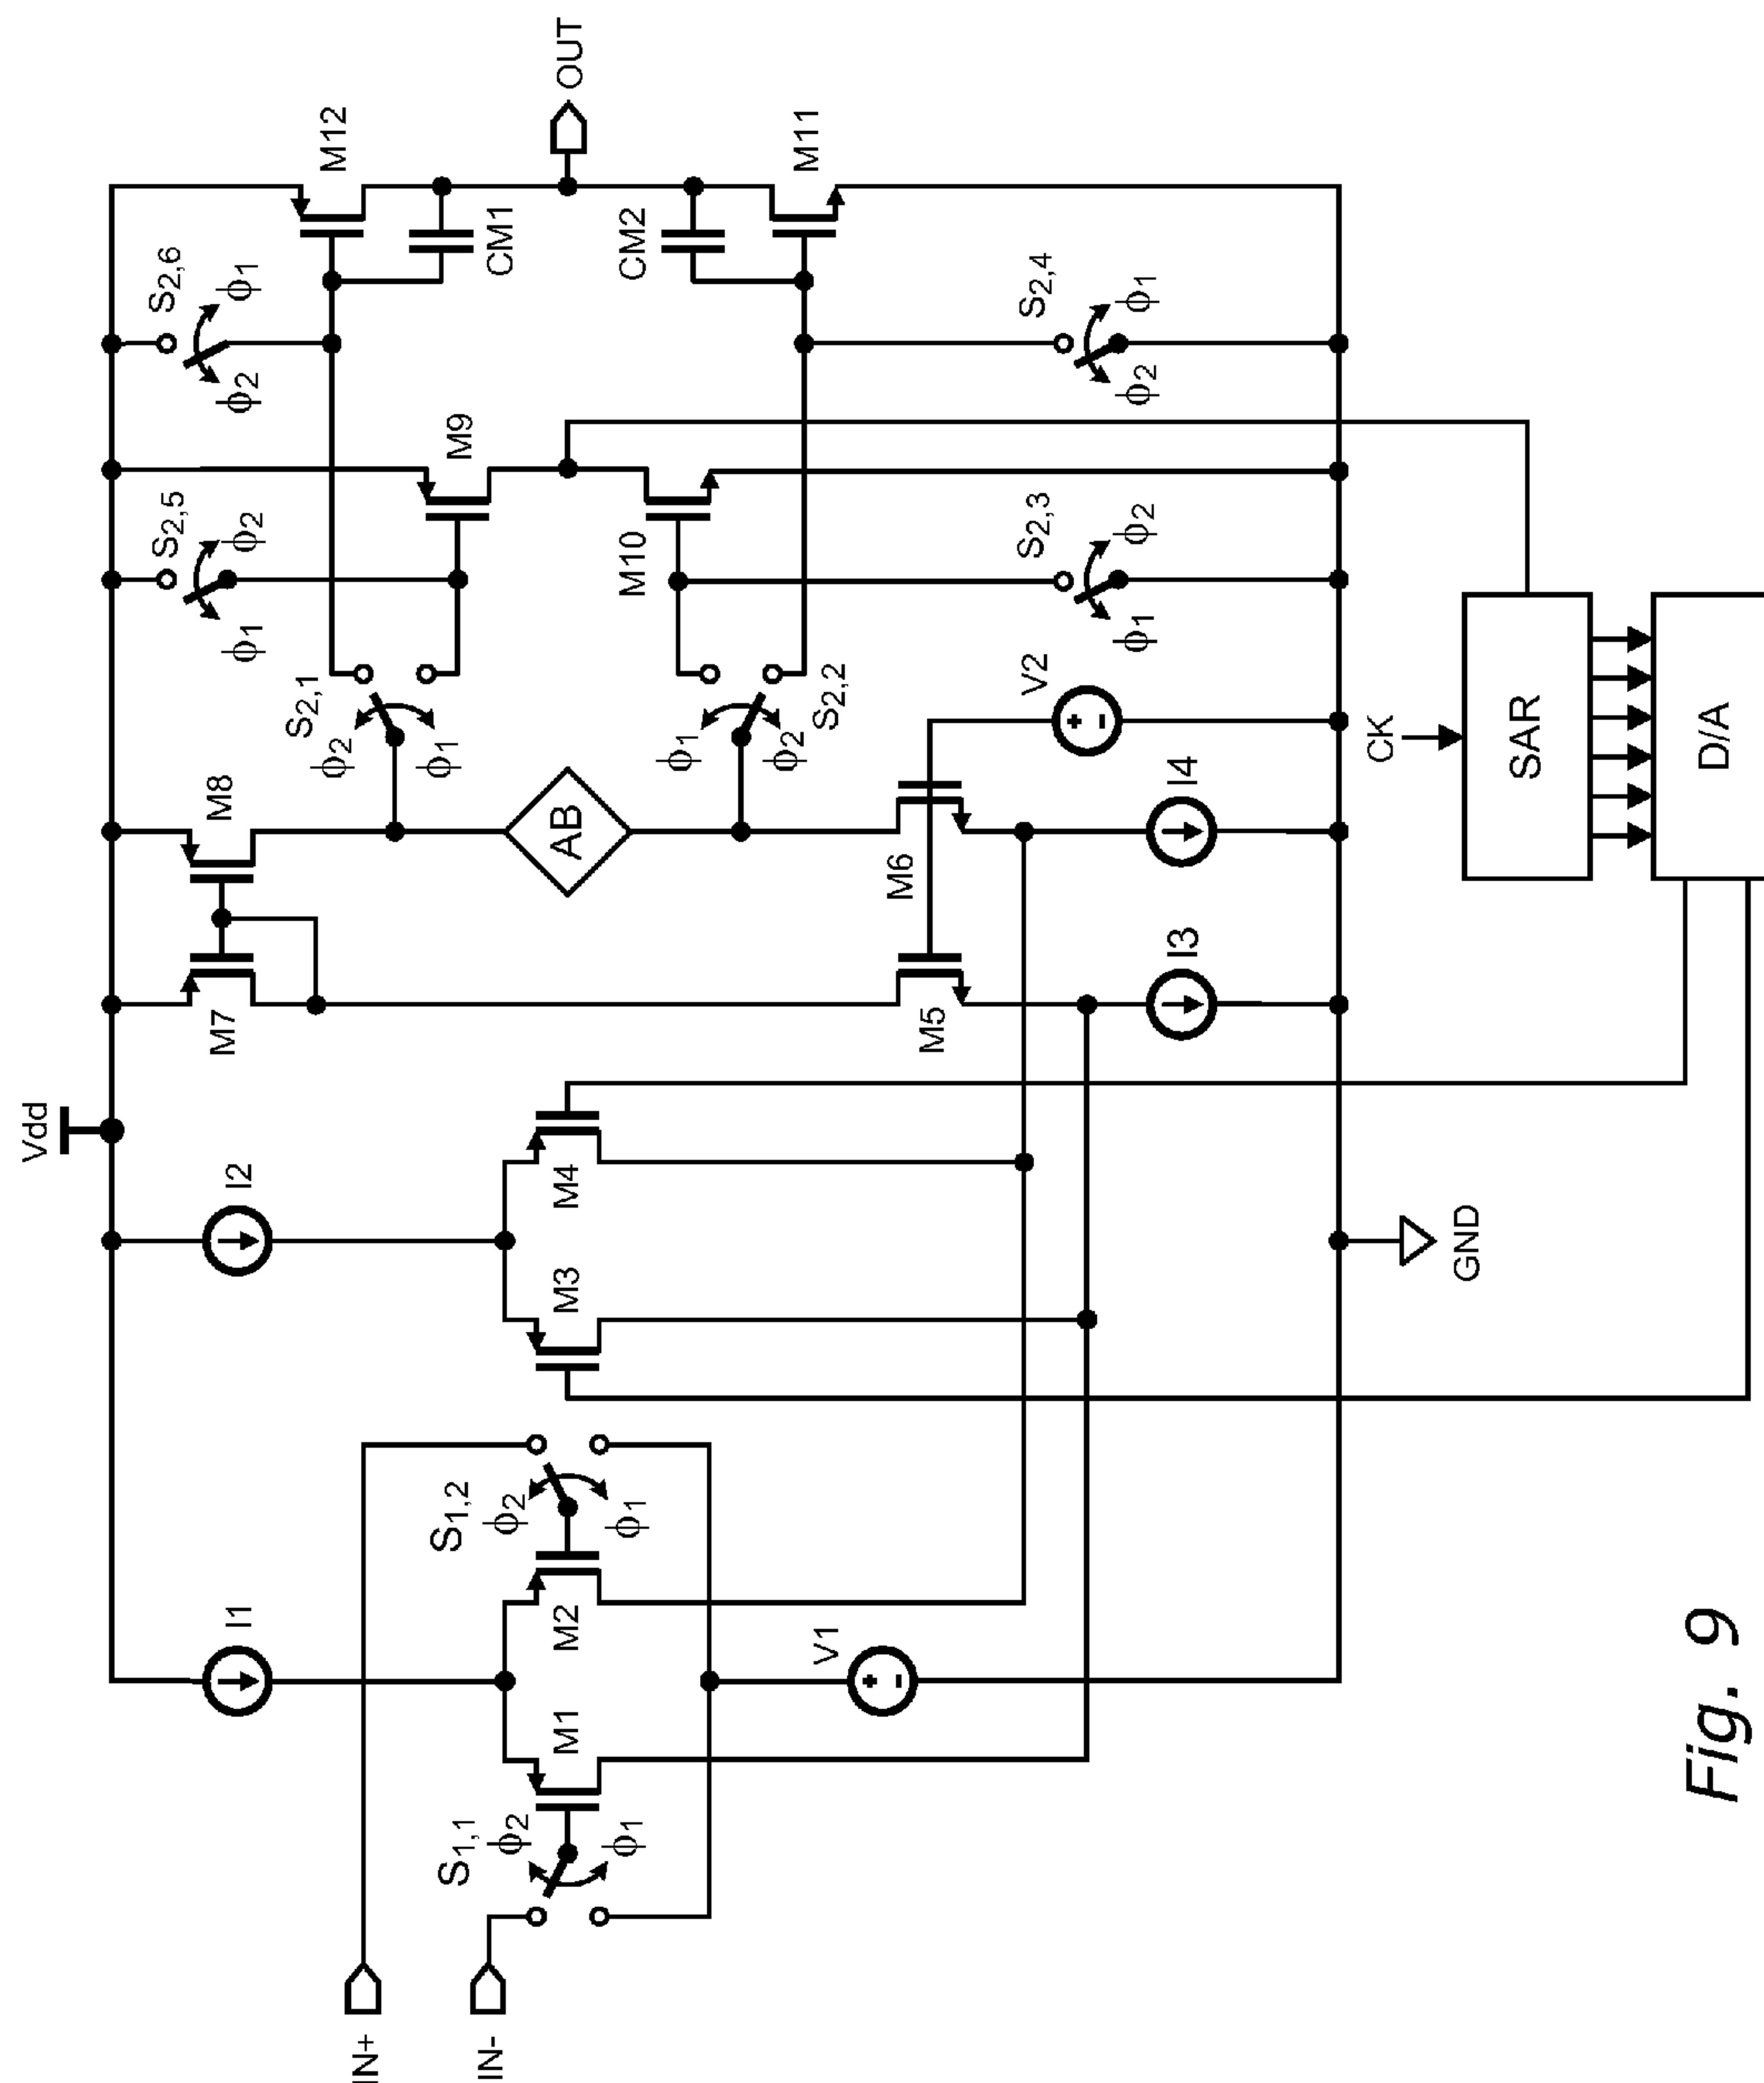 Vdd
I1
I2
M7
M8
S2,5
ϕ1
ϕ2
S2,6
ϕ2
ϕ1
M12
IN+
IN-
S1,1
ϕ2
ϕ1
M1
M2
S1,2
ϕ2
ϕ1
M3
M4
AB
S2,1
ϕ2
ϕ1
M9
CM1
OUT
CM2
M10
ϕ1
ϕ2
S2,2
M11
V1
M5
M6
V2
S2,3
ϕ1
ϕ2
S2,4
ϕ2
ϕ1
I3
I4
GND
CK
SAR
D/A
Fig. 9